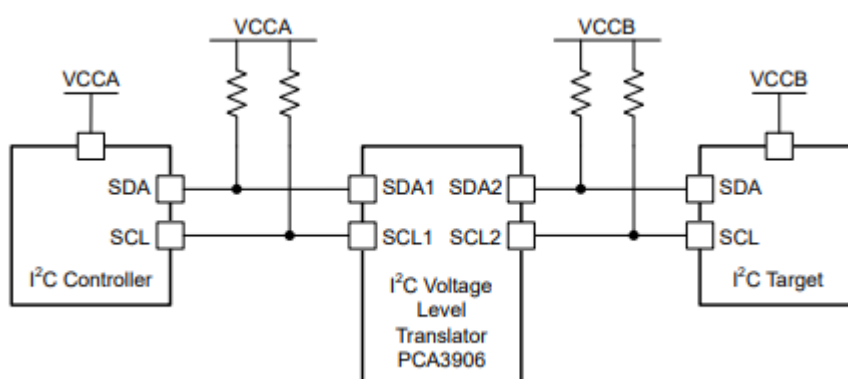 VCCA
VCCB
VCCA
VCCB
SDA
SDA1
SDA2
SDA
SCL
SCL1
SCL2
SCL
I²C Controller
I²C Voltage
Level
Translator
PCA3906
I²C Target